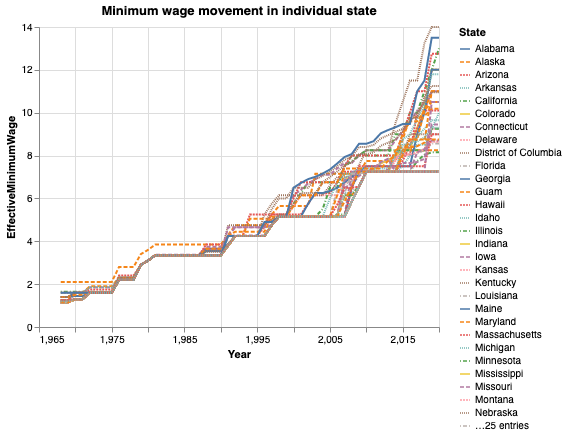 Minimum wage movement in individual state
EffectiveMinimumWage
14
12
10
8
6
4
2
0
1,965
1,975
1,985
1,995
2,005
2,015
Year
State
Alabama
Alaska
Arizona
Arkansas
California
Colorado
Connecticut
Delaware
District of Columbia
Florida
Georgia
Guam
Hawaii
Idaho
Illinois
Indiana
Iowa
Kansas
Kentucky
Louisiana
Maine
Maryland
Massachusetts
Michigan
Minnesota
Mississippi
Missouri
Montana
Nebraska
…25 entries